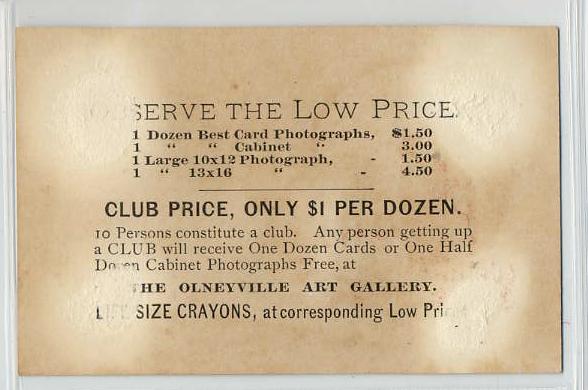 SERVE THE LOW PRICE
1 Dozen Best Card Photographs, $1.50
1 " " Cabinet " 3.00
1 Large 10x12 Photograph, - 1.50
1 " 13x16 " - 4.50
CLUB PRICE, ONLY $1 PER DOZEN.
10 Persons constitute a club. Any person getting up
a CLUB will receive One Dozen Cards or One Half
Dozen Cabinet Photographs Free, at
THE OLNEYVILLE ART GALLERY.
SIZE CRAYONS, at corresponding Low